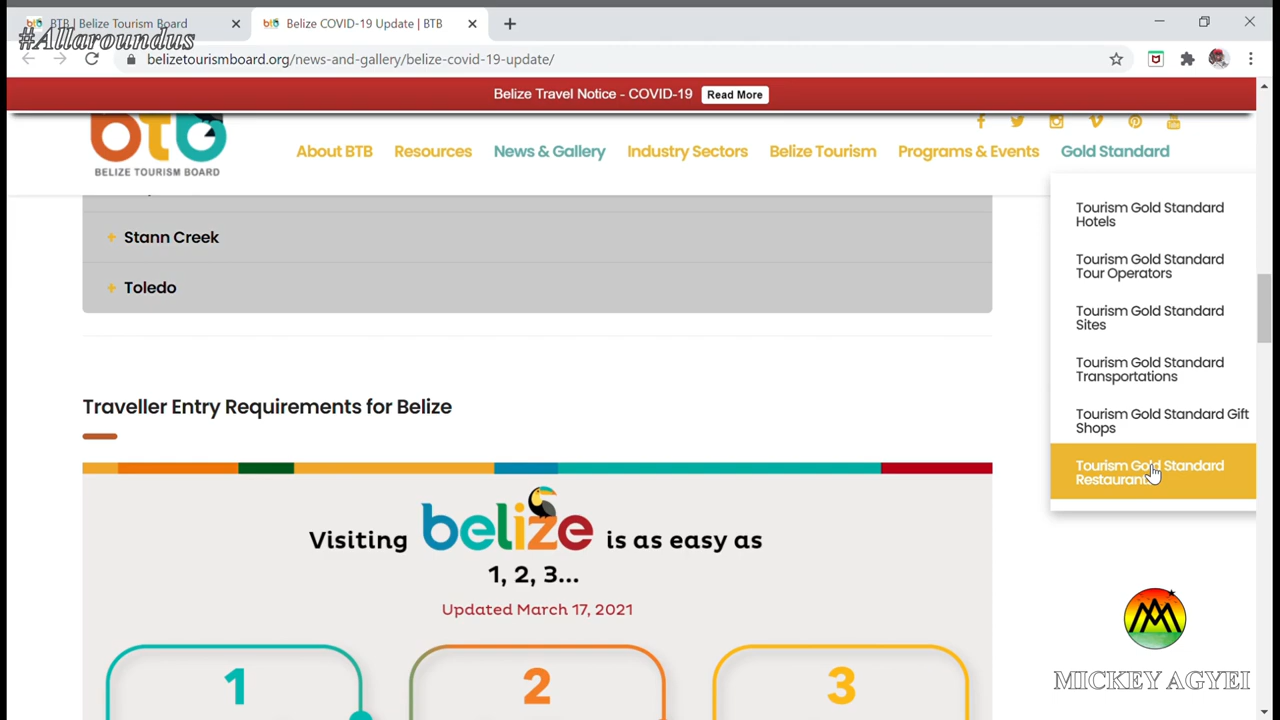 BTB | Belize Tourism Board
Belize COVID-19 Update | BTB
#Allaroundus
belizetourismboard.org/news-and-gallery/belize-covid-19-update/
Belize Travel Notice - COVID-19 Read More
btb
BELIZE TOURISM BOARD
About BTB Resources News & Gallery Industry Sectors Belize Tourism Programs & Events Gold Standard
Tourism Gold Standard
Hotels
Tourism Gold Standard
Tour Operators
Tourism Gold Standard
Sites
Tourism Gold Standard
Transportations
Tourism Gold Standard Gift
Shops
Tourism Gold Standard
Restaurants
+ Stann Creek
+ Toledo
Traveller Entry Requirements for Belize
Visiting belize is as easy as
1, 2, 3...
Updated March 17, 2021
1 2 3
MICKEY AGYEI